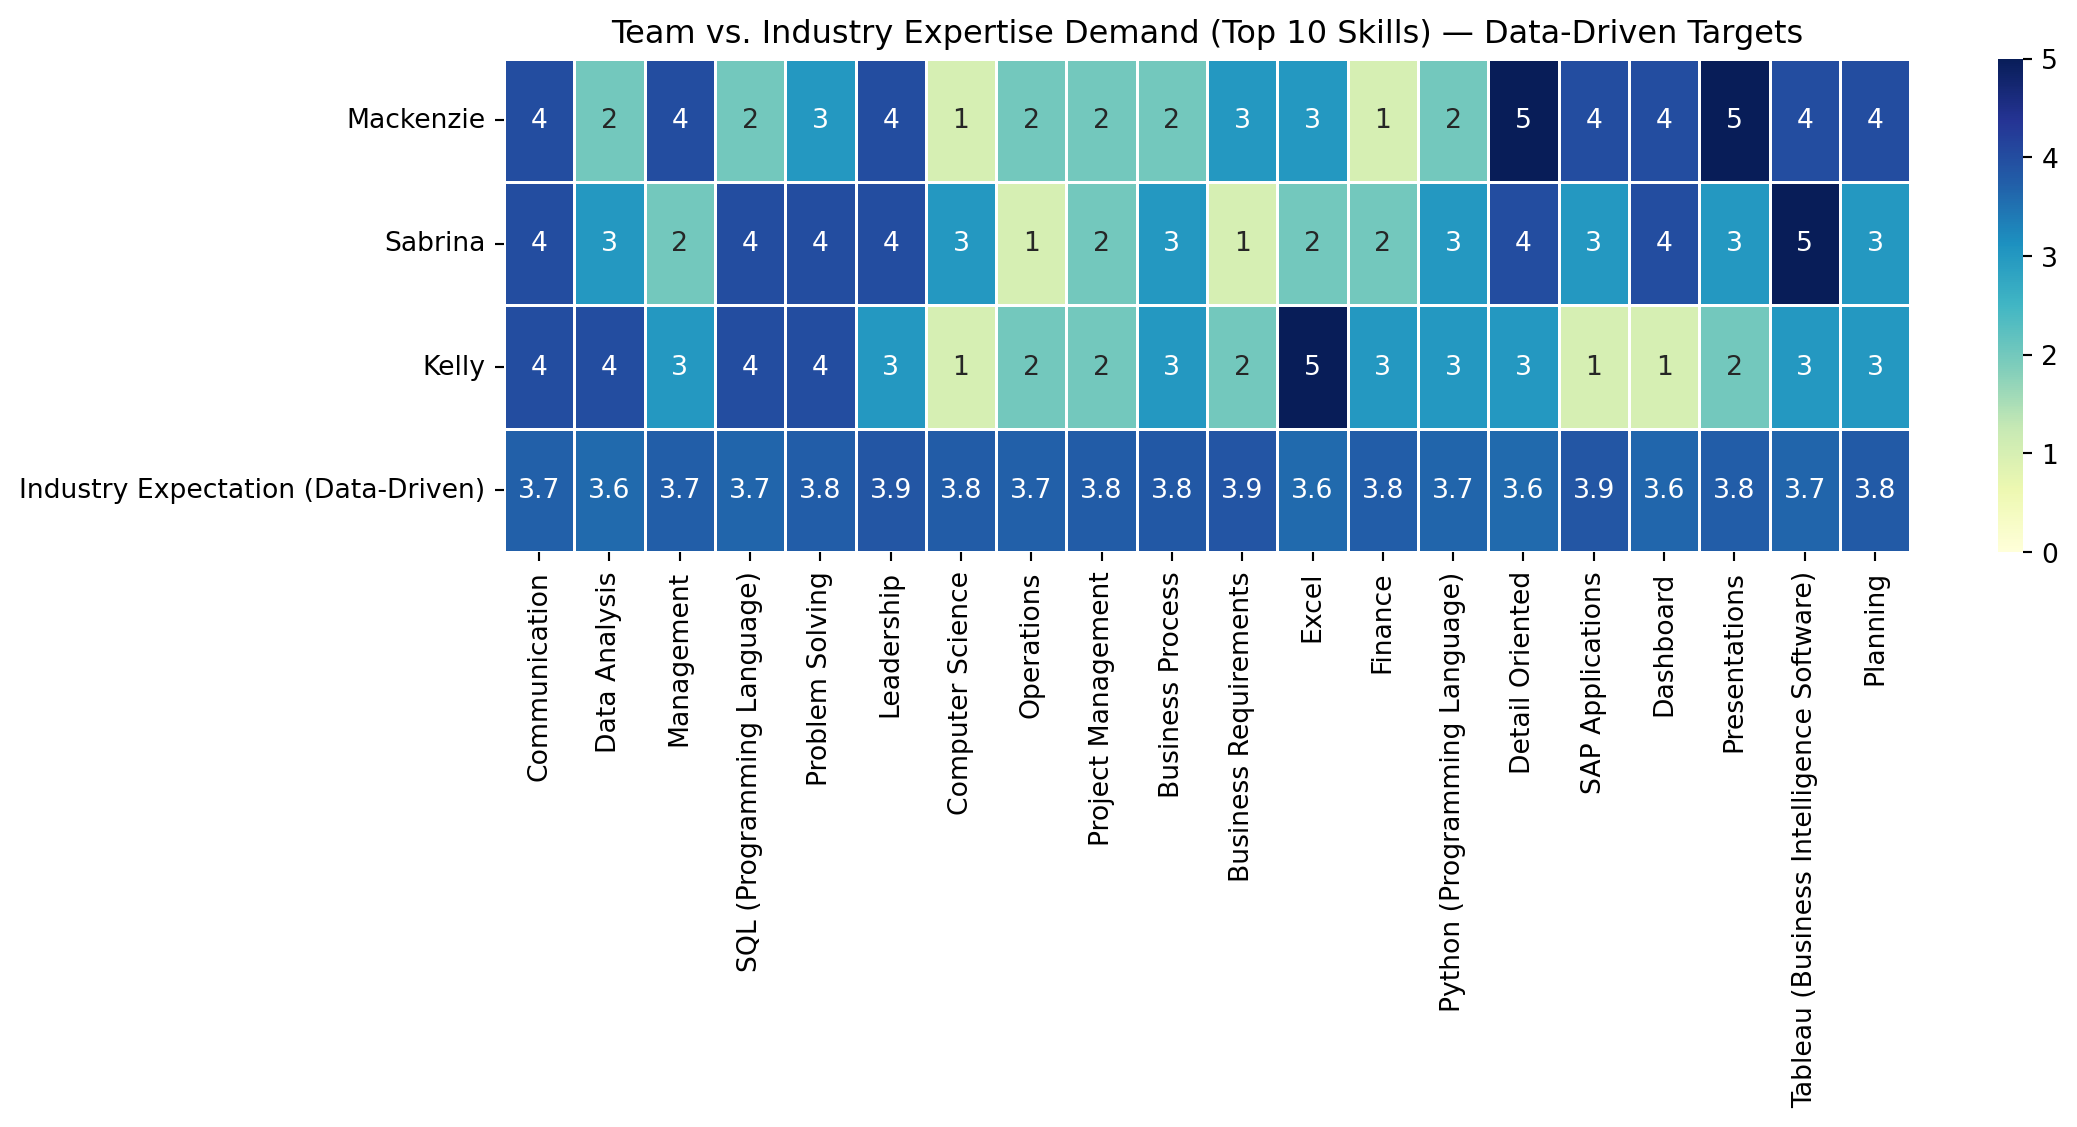 Team vs. Industry Expertise Demand (Top 10 Skills) — Data-Driven Targets
Mackenzie 4 2 4 2 3 4 1 2 2 2 3 3 1 2 5 4 4 5 4 4
Sabrina 4 3 2 4 4 4 3 1 2 3 1 2 2 3 4 3 4 3 5 3
Kelly 4 4 3 4 4 3 1 2 2 3 2 5 3 3 3 1 1 2 3 3
Industry Expectation (Data-Driven) 3.7 3.6 3.7 3.7 3.8 3.9 3.8 3.7 3.8 3.8 3.9 3.6 3.8 3.7 3.6 3.9 3.6 3.8 3.7 3.8
Communication
Data Analysis
Management
SQL (Programming Language)
Problem Solving
Leadership
Computer Science
Operations
Project Management
Business Process
Business Requirements
Excel
Finance
Python (Programming Language)
Detail Oriented
SAP Applications
Dashboard
Presentations
Tableau (Business Intelligence Software)
Planning
5
4
3
2
1
0